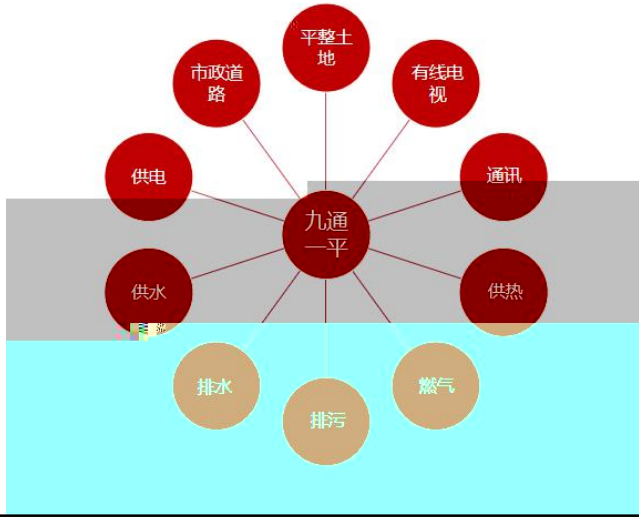 平整土
地
市政道
路
有线电
视
供电
通讯
九通
一平
供水
供热
排水
燃气
排污